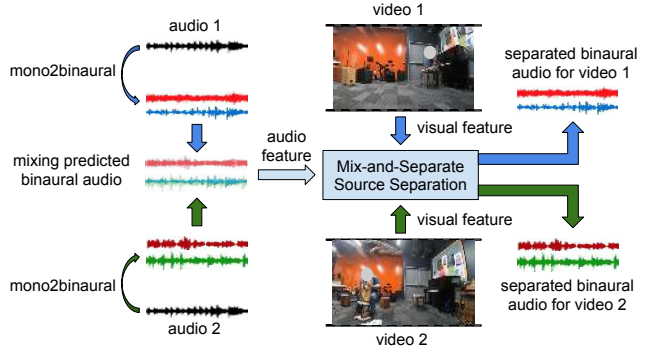 audio 1
video 1
mono2binaural
separated binaural
audio for video 1
visual feature
mixing predicted
binaural audio
audio
feature
Mix-and-Separate
Source Separation
visual feature
mono2binaural
separated binaural
audio for video 2
audio 2
video 2